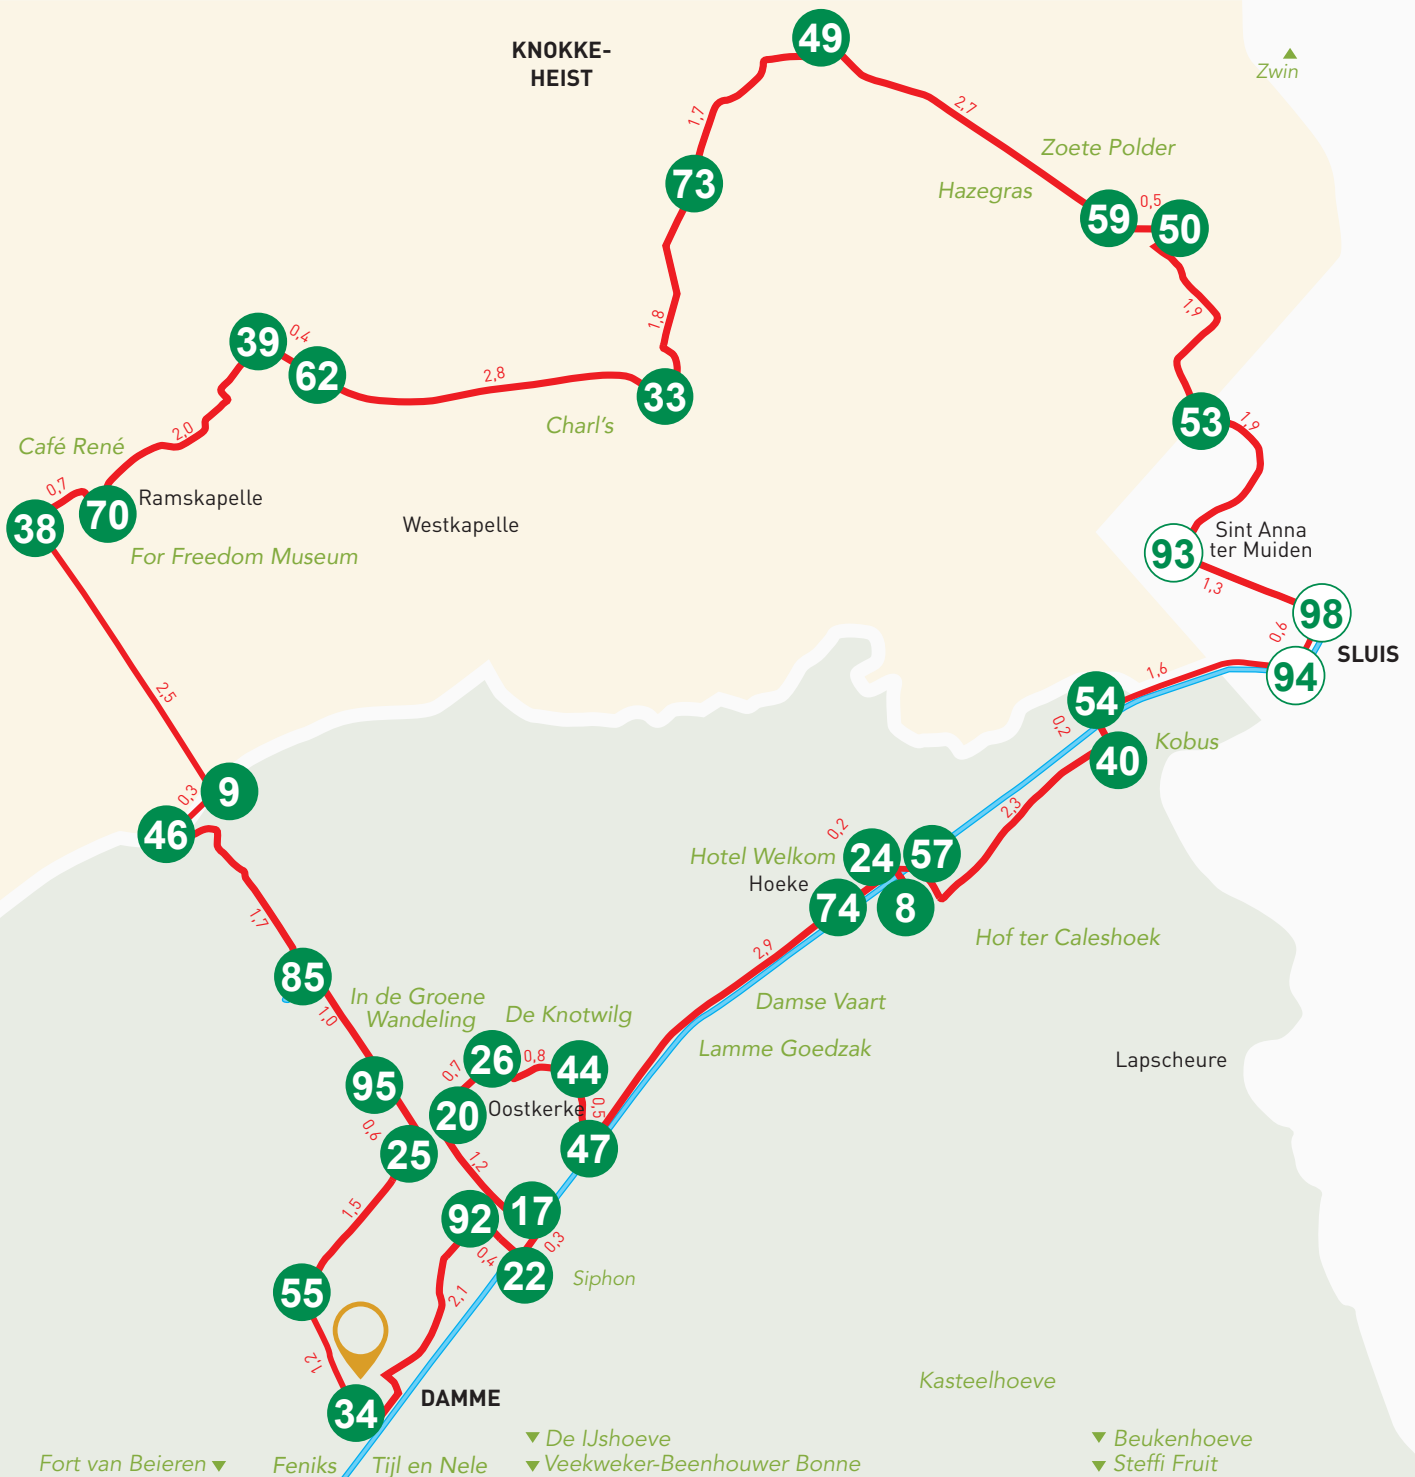 KNOKKE-
HEIST
49
Zwin
2,7
1,7
Zoete Polder
73
Hazegras
59
0,5
50
1,8
1,9
39
0,4
62
2,8
33
Charl's
53
1,9
2,0
Café René
0,7
38
70
Ramskapelle
Westkapelle
For Freedom Museum
93
Sint Anna
ter Muiden
1,3
98
0,6
SLUIS
94
1,6
2,5
54
0,2
40
Kobus
9
0,3
46
2,3
0,2
Hotel Welkom
24
57
Hoeke
74
8
1,7
2,9
Hof ter Caleshoek
85
1,0
In de Groene
Wandeling
De Knotwilg
Damse Vaart
Lamme Goedzak
Lapscheure
26
0,8
44
0,7
95
20
Oostkerke
0,5
0,6
25
47
1,2
1,5
92
17
0,4
0,3
22
Siphon
55
2,1
1,2
34
DAMME
Kasteelhoeve
De IJshoeve
Beukenhoeve
Fort van Beieren
Feniks
Tijl en Nele
Veekweker-Beenhouwer Bonne
Steffi Fruit